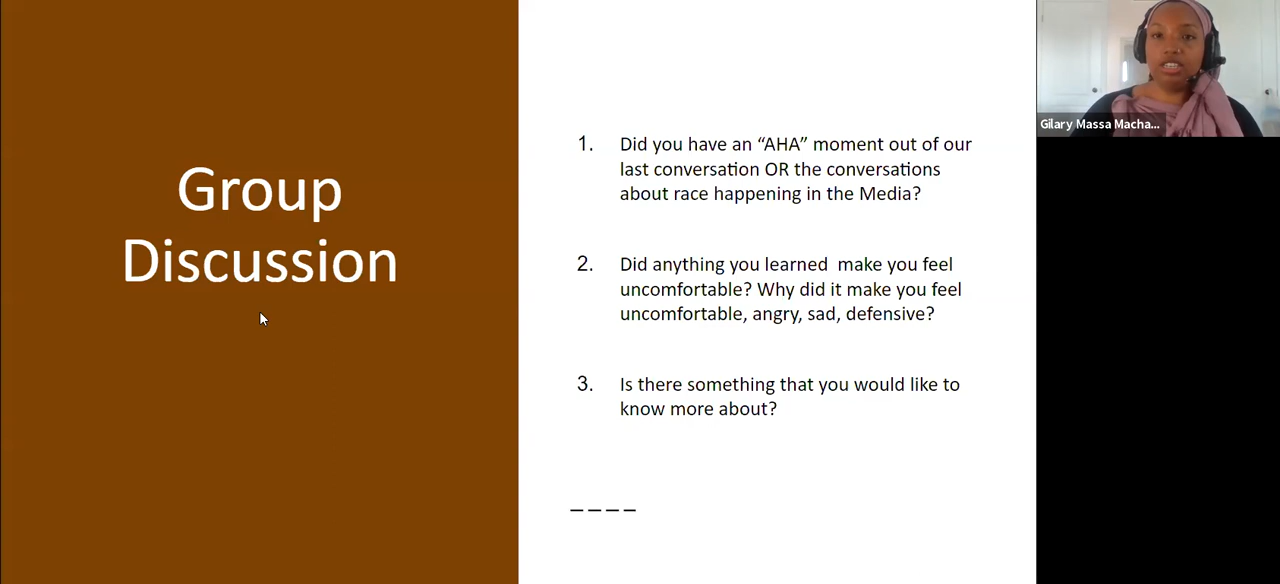 Group
Discussion
1. Did you have an “AHA” moment out of our
last conversation OR the conversations
about race happening in the Media?
2. Did anything you learned  make you feel
uncomfortable? Why did it make you feel
uncomfortable, angry, sad, defensive?
3. Is there something that you would like to
know more about?
– – – –
Gilary Massa Macha...